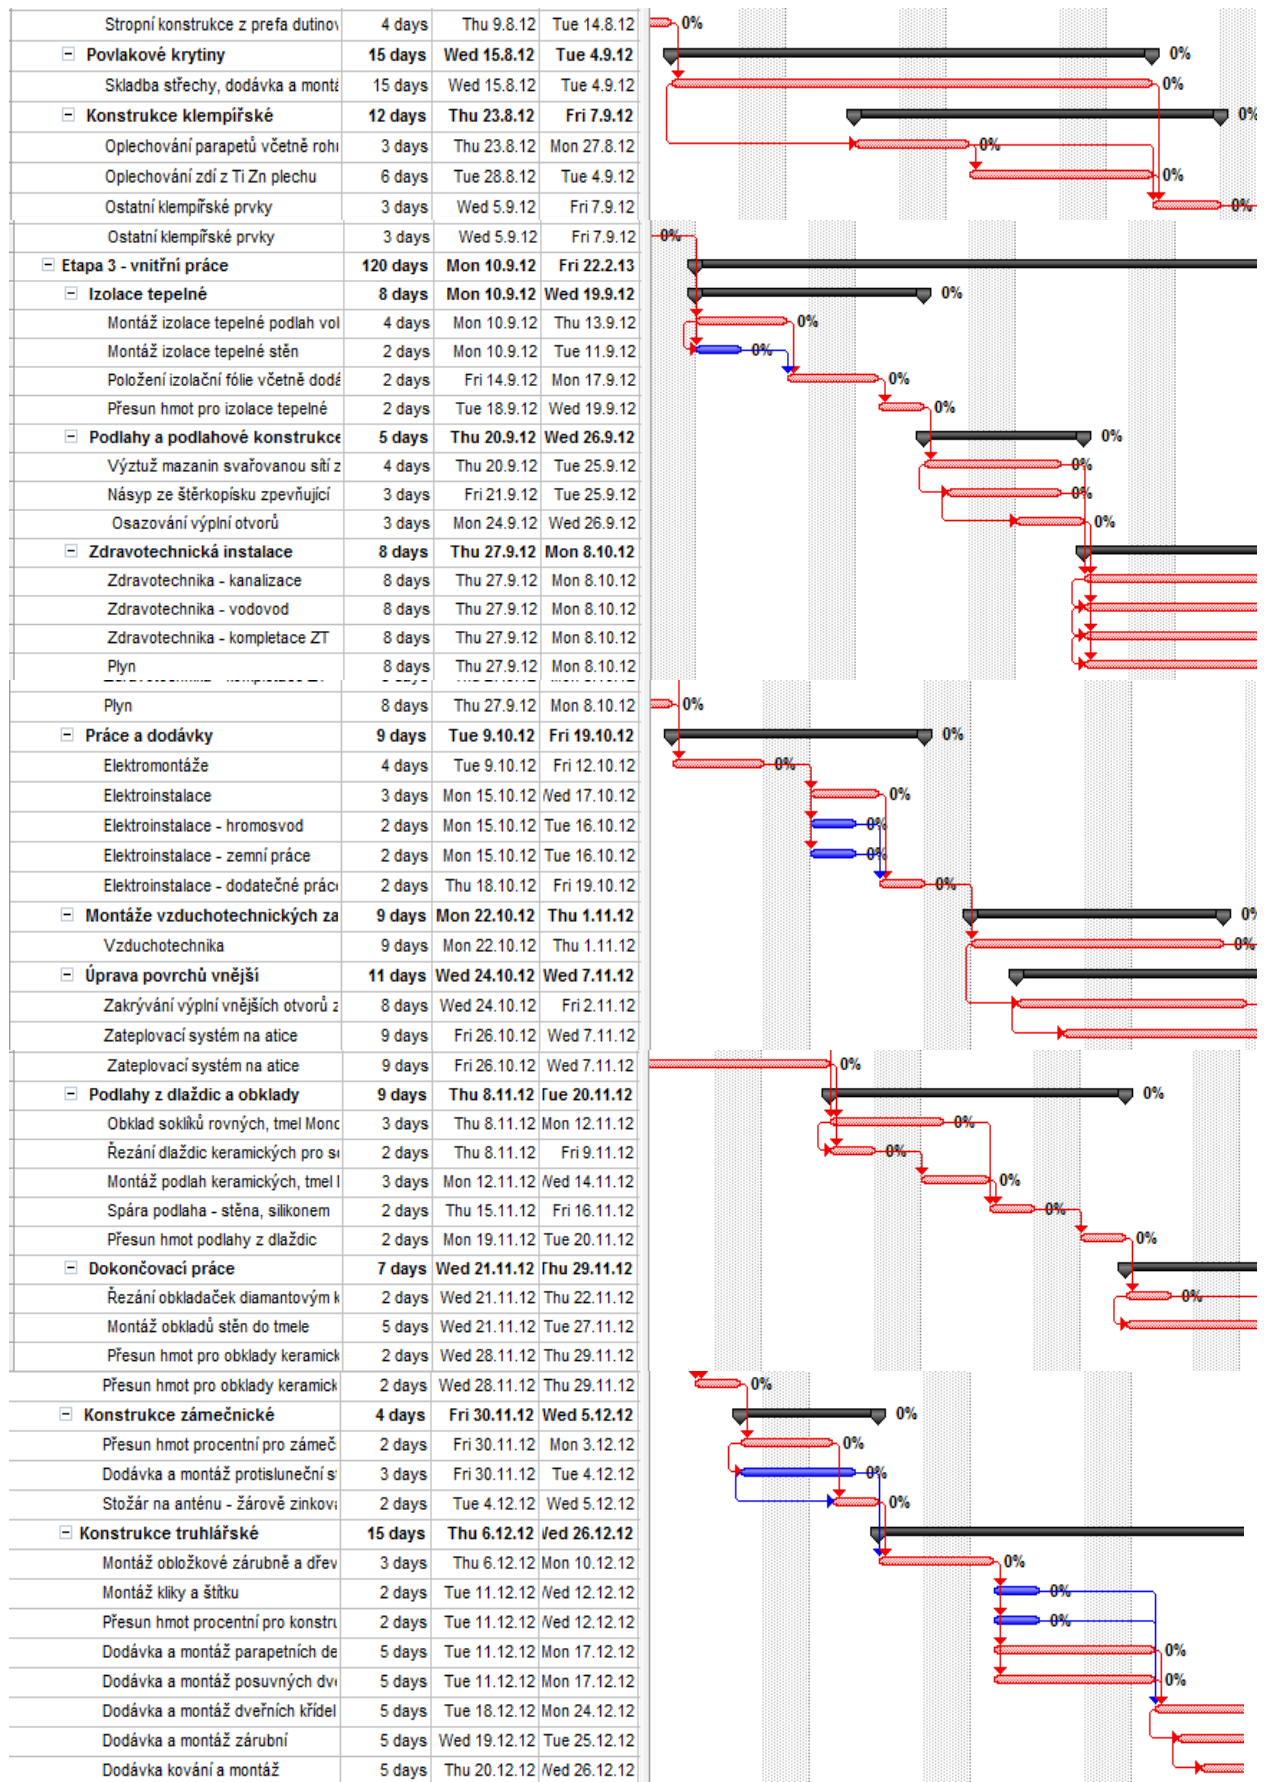 Stropní konstrukce z prefa dutinov 4 days Thu 9.8.12 Tue 14.8.12 0%
Povlakové krytiny 15 days Wed 15.8.12 Tue 4.9.12 0%
Skladba střechy, dodávka a montá 15 days Wed 15.8.12 Tue 4.9.12 0%
Konstrukce klempířské 12 days Thu 23.8.12 Fri 7.9.12 0%
Oplechování parapetů včetně rohu 3 days Thu 23.8.12 Mon 27.8.12 0%
Oplechování zdí z Ti Zn plechu 6 days Tue 28.8.12 Tue 4.9.12 0%
Ostatní klempířské prvky 3 days Wed 5.9.12 Fri 7.9.12 0%
Ostatní klempířské prvky 3 days Wed 5.9.12 Fri 7.9.12 0%
Etapa 3 - vnitřní práce 120 days Mon 10.9.12 Fri 22.2.13
Izolace tepelné 8 days Mon 10.9.12 Wed 19.9.12 0%
Montáž izolace tepelné podlah vol 4 days Mon 10.9.12 Thu 13.9.12 0%
Montáž izolace tepelné stěn 2 days Mon 10.9.12 Tue 11.9.12 0%
Položení izolační fólie včetně dodá 2 days Fri 14.9.12 Mon 17.9.12 0%
Přesun hmot pro izolace tepelné 2 days Tue 18.9.12 Wed 19.9.12 0%
Podlahy a podlahové konstrukce 5 days Thu 20.9.12 Wed 26.9.12 0%
Výztuž mazanin svařovanou sítí z 4 days Thu 20.9.12 Tue 25.9.12 0%
Násyp ze štěrkopísku zpevňující 3 days Fri 21.9.12 Tue 25.9.12 0%
Osazování výplní otvorů 3 days Mon 24.9.12 Wed 26.9.12 0%
Zdravotechnická instalace 8 days Thu 27.9.12 Mon 8.10.12
Zdravotechnika - kanalizace 8 days Thu 27.9.12 Mon 8.10.12
Zdravotechnika - vodovod 8 days Thu 27.9.12 Mon 8.10.12
Zdravotechnika - kompletace ZT 8 days Thu 27.9.12 Mon 8.10.12
Plyn 8 days Thu 27.9.12 Mon 8.10.12
Plyn 8 days Thu 27.9.12 Mon 8.10.12 0%
Práce a dodávky 9 days Tue 9.10.12 Fri 19.10.12 0%
Elektromontáže 4 days Tue 9.10.12 Fri 12.10.12 0%
Elektroinstalace 3 days Mon 15.10.12 Wed 17.10.12 0%
Elektroinstalace - hromosvod 2 days Mon 15.10.12 Tue 16.10.12 0%
Elektroinstalace - zemní práce 2 days Mon 15.10.12 Tue 16.10.12 0%
Elektroinstalace - dodatečné prác 2 days Thu 18.10.12 Fri 19.10.12 0%
Montáže vzduchotechnických za 9 days Mon 22.10.12 Thu 1.11.12 0%
Vzduchotechnika 9 days Mon 22.10.12 Thu 1.11.12 0%
Úprava povrchů vnější 11 days Wed 24.10.12 Wed 7.11.12
Zakrývání výplní vnějších otvorů z 8 days Wed 24.10.12 Fri 2.11.12
Zateplovací systém na atice 9 days Fri 26.10.12 Wed 7.11.12
Zateplovací systém na atice 9 days Fri 26.10.12 Wed 7.11.12 0%
Podlahy z dlaždic a obklady 9 days Thu 8.11.12 Tue 20.11.12 0%
Obklad soklíků rovných, tmel Mono 3 days Thu 8.11.12 Mon 12.11.12 0%
Řezání dlaždic keramických pro so 2 days Thu 8.11.12 Fri 9.11.12 0%
Montáž podlah keramických, tmel 3 days Mon 12.11.12 Wed 14.11.12 0%
Spára podlaha - stěna, silikonem 2 days Thu 15.11.12 Fri 16.11.12 0%
Přesun hmot podlahy z dlaždic 2 days Mon 19.11.12 Tue 20.11.12 0%
Dokončovací práce 7 days Wed 21.11.12 Thu 29.11.12
Řezání obkladaček diamantovým k 2 days Wed 21.11.12 Thu 22.11.12 0%
Montáž obkladů stěn do tmele 5 days Wed 21.11.12 Tue 27.11.12
Přesun hmot pro obklady keramick 2 days Wed 28.11.12 Thu 29.11.12
Přesun hmot pro obklady keramick 2 days Wed 28.11.12 Thu 29.11.12 0%
Konstrukce zámečnické 4 days Fri 30.11.12 Wed 5.12.12 0%
Přesun hmot procentní pro zámeč 2 days Fri 30.11.12 Mon 3.12.12 0%
Dodávka a montáž protisluneční s 3 days Fri 30.11.12 Tue 4.12.12 0%
Stožár na anténu - žárově zinkova 2 days Tue 4.12.12 Wed 5.12.12 0%
Konstrukce truhlářské 15 days Thu 6.12.12 Wed 26.12.12
Montáž obložkové zárubně a dřev 3 days Thu 6.12.12 Mon 10.12.12 0%
Montáž kliky a štítku 2 days Tue 11.12.12 Wed 12.12.12 0%
Přesun hmot procentní pro konstru 2 days Tue 11.12.12 Wed 12.12.12 0%
Dodávka a montáž parapetních de 5 days Tue 11.12.12 Mon 17.12.12 0%
Dodávka a montáž posuvných dve 5 days Tue 11.12.12 Mon 17.12.12 0%
Dodávka a montáž dveřních křídel 5 days Tue 18.12.12 Mon 24.12.12
Dodávka a montáž zárubní 5 days Wed 19.12.12 Tue 25.12.12
Dodávka kování a montáž 5 days Thu 20.12.12 Wed 26.12.12